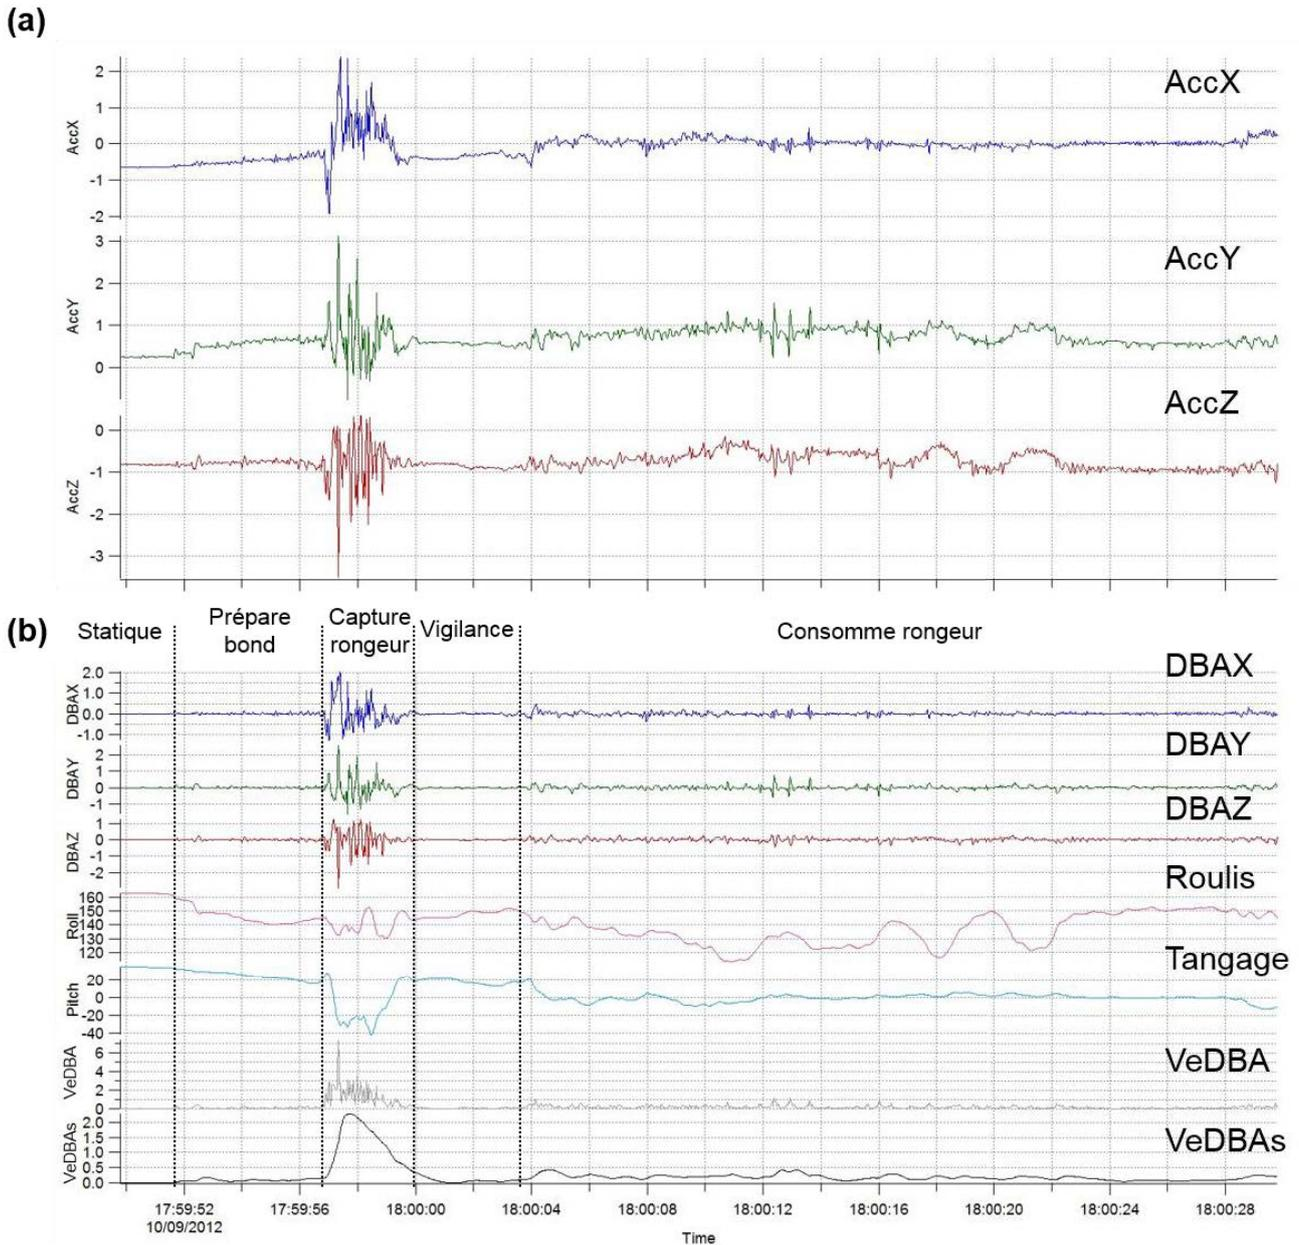 (a)
2
1
0
-1
-2
AccX
AccX
3
2
1
0
AccY
AccY
0
-1
-2
-3
AccZ
AccZ
(b)
Statique
Prépare
bond
Capture
rongeur
Vigilance
Consomme rongeur
2.0
1.0
0.0
-1.0
DBAX
DBAX
2
1
0
-1
DBAY
DBAY
1
0
-1
-2
DBAZ
DBAZ
160
150
140
130
120
Roll
Roulis
20
0
-20
-40
Pitch
Tangage
6
4
2
0
VeDBA
VeDBA
2.0
1.5
1.0
0.5
0.0
VeDBAs
VeDBAs
17:59:52 17:59:56 18:00:00 18:00:04 18:00:08 18:00:12 18:00:16 18:00:20 18:00:24 18:00:28
10/09/2012
Time